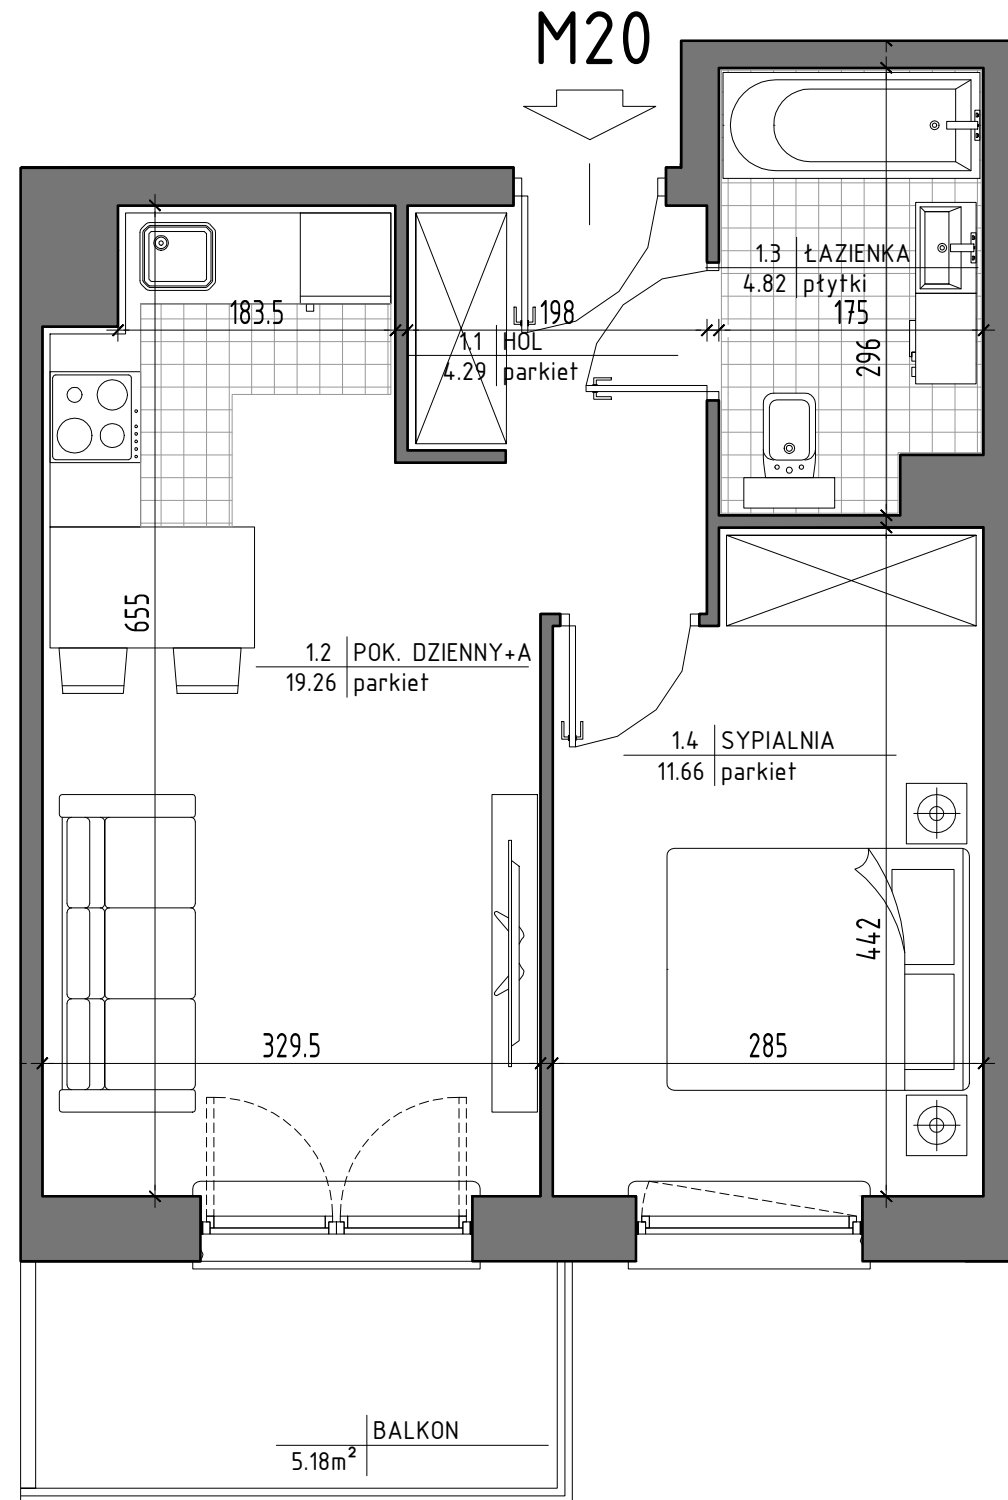 M20
1.3 ŁAZIENKA
4.82 płytki
183.5
198
175
296
1.1 HOL
4.29 parkiet
655
1.2 POK. DZIENNY+A
19.26 parkiet
1.4 SYPIALNIA
11.66 parkiet
442
329.5
285
BALKON
5.18m²